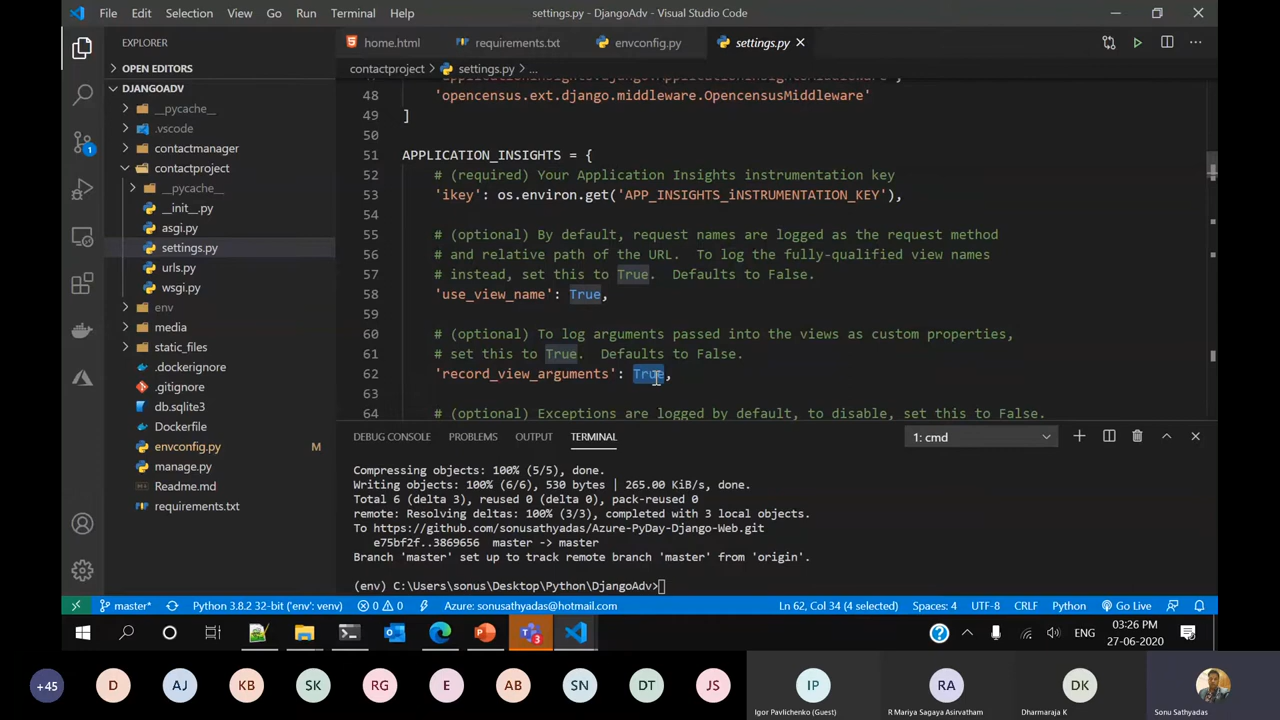 File Edit Selection View Go Run Terminal Help settings.py - DjangoAdv - Visual Studio Code
EXPLORER
OPEN EDITORS
DJANGOADV
__pycache__
.vscode
contactmanager
contactproject
__pycache__
__init__.py
asgi.py
settings.py
urls.py
wsgi.py
env
media
static_files
.dockerignore
.gitignore
db.sqlite3
Dockerfile
envconfig.py M
manage.py
Readme.md
requirements.txt
1
home.html requirements.txt envconfig.py settings.py
contactproject > settings.py > ...
48 'opencensus.ext.django.middleware.OpencensusMiddleware'
49 ]
50
51 APPLICATION_INSIGHTS = {
52 # (required) Your Application Insights instrumentation key
53 'ikey': os.environ.get('APP_INSIGHTS_iNSTRUMENTATION_KEY'),
54
55 # (optional) By default, request names are logged as the request method
56 # and relative path of the URL. To log the fully-qualified view names
57 # instead, set this to True. Defaults to False.
58 'use_view_name': True,
59
60 # (optional) To log arguments passed into the views as custom properties,
61 # set this to True. Defaults to False.
62 'record_view_arguments': True,
63
64 # (optional) Exceptions are logged by default, to disable, set this to False.
DEBUG CONSOLE PROBLEMS OUTPUT TERMINAL 1: cmd
Compressing objects: 100% (5/5), done.
Writing objects: 100% (6/6), 530 bytes | 265.00 KiB/s, done.
Total 6 (delta 3), reused 0 (delta 0), pack-reused 0
remote: Resolving deltas: 100% (3/3), completed with 3 local objects.
To https://github.com/sonusathyadas/Azure-PyDay-Django-Web.git
e75bf2f..3869656 master -> master
Branch 'master' set up to track remote branch 'master' from 'origin'.
(env) C:\Users\sonus\Desktop\Python\DjangoAdv>
master* Python 3.8.2 32-bit ('env': venv) 0 0 Azure: sonusathyadas@hotmail.com Ln 62, Col 34 (4 selected) Spaces: 4 UTF-8 CRLF Python Go Live
3 ENG 03:26 PM
27-06-2020
+45 D AJ KB SK RG E AB SN DT JS IP RA DK
Igor Pavlichenko (Guest) R Mariya Sagaya Asirvatham Dharmaraja K Sonu Sathyadas